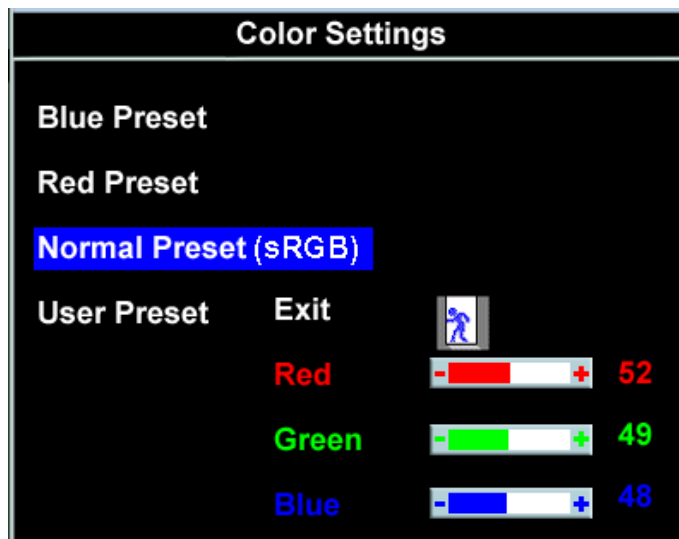 Color Settings
Blue Preset
Red Preset
Normal Preset (sRGB)
User Preset Exit
Red - + 52
Green - + 49
Blue - + 48